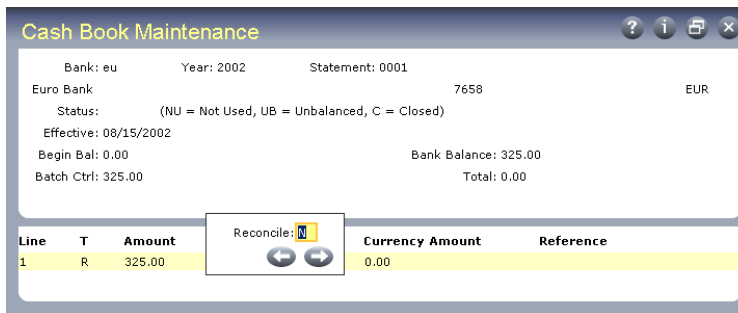 Cash Book Maintenance
Bank: eu Year: 2002 Statement: 0001
Euro Bank 7658 EUR
Status: (NU = Not Used, UB = Unbalanced, C = Closed)
Effective: 08/15/2002
Begin Bal: 0.00 Bank Balance: 325.00
Batch Ctrl: 325.00 Total: 0.00
Reconcile: N
Line T Amount Currency Amount Reference
1 R 325.00 0.00